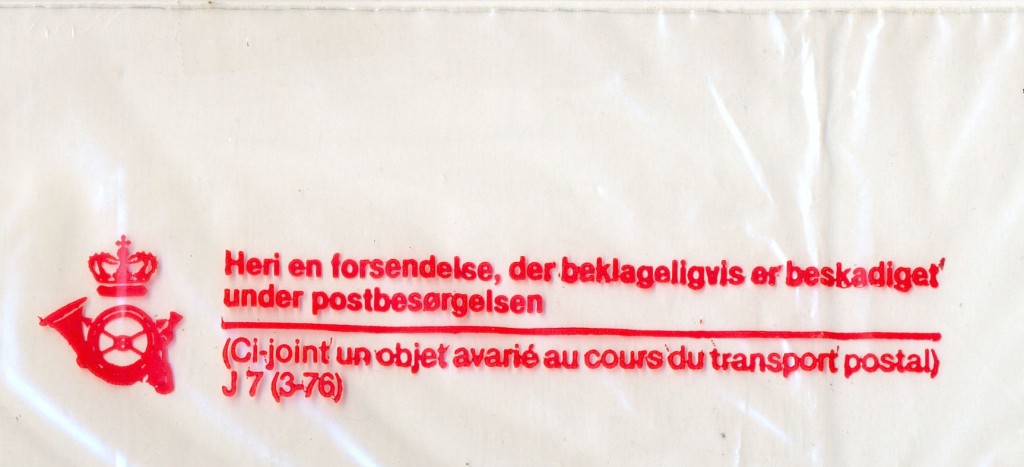 Heri en forsendelse, der beklageligvis er beskadiget
under postbesørgelsen
(Ci-joint un objet avarié au cours du transport postal)
J 7 (3-76)